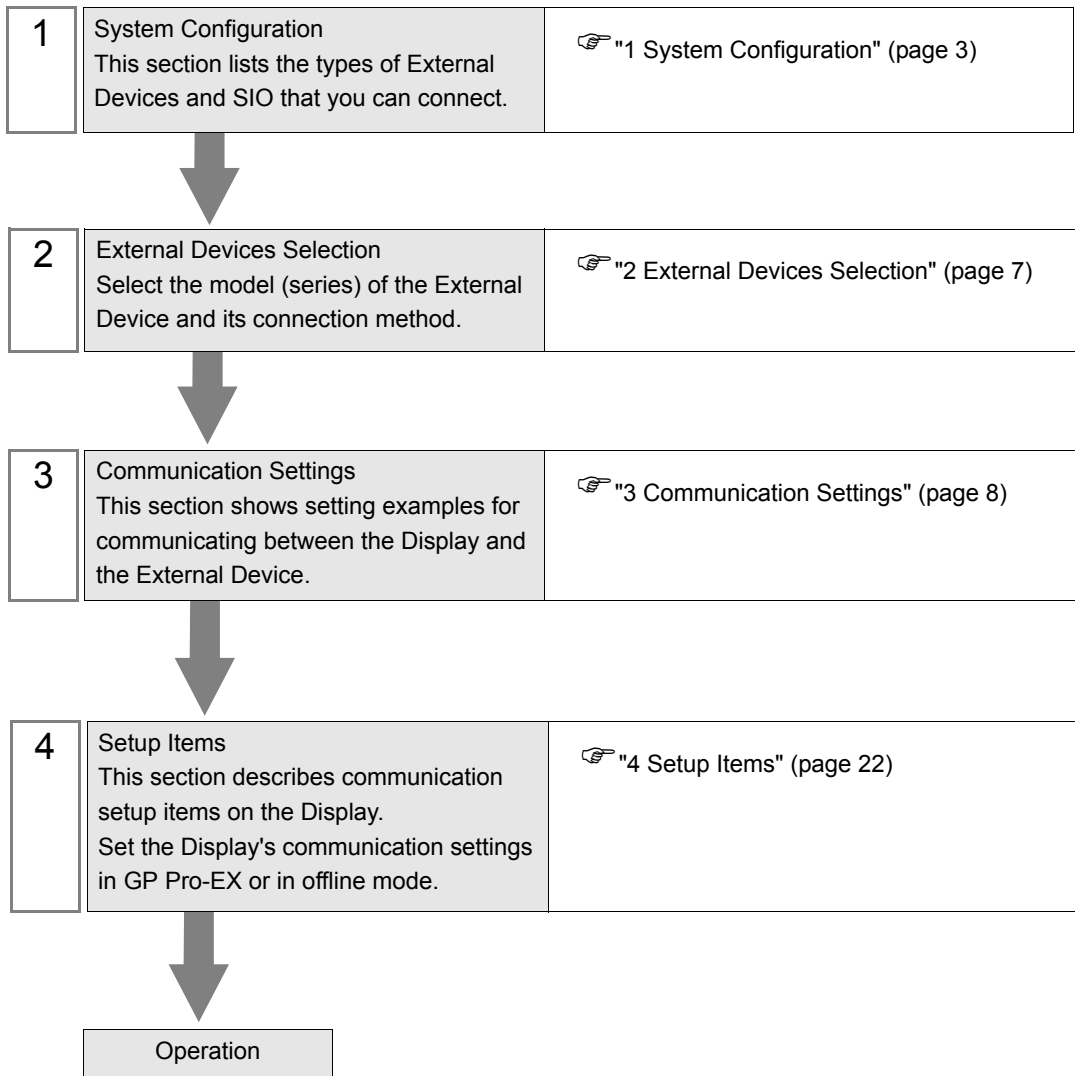 1
System Configuration
This section lists the types of External
Devices and SIO that you can connect.
"1 System Configuration" (page 3)
2
External Devices Selection
Select the model (series) of the External
Device and its connection method.
"2 External Devices Selection" (page 7)
3
Communication Settings
This section shows setting examples for
communicating between the Display and
the External Device.
"3 Communication Settings" (page 8)
4
Setup Items
This section describes communication
setup items on the Display.
Set the Display's communication settings
in GP Pro-EX or in offline mode.
"4 Setup Items" (page 22)
Operation